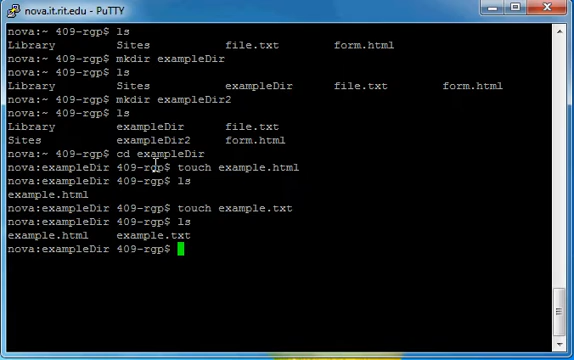 nova.it.rit.edu - PuTTY
nova:~ 409-rgp$ ls
Library Sites file.txt form.html
nova:~ 409-rgp$ mkdir exampleDir
nova:~ 409-rgp$ ls
Library Sites exampleDir file.txt form.html
nova:~ 409-rgp$ mkdir exampleDir2
nova:~ 409-rgp$ ls
Library exampleDir file.txt
Sites exampleDir2 form.html
nova:~ 409-rgp$ cd exampleDir
nova:exampleDir 409-rgp$ touch example.html
nova:exampleDir 409-rgp$ ls
example.html
nova:exampleDir 409-rgp$ touch example.txt
nova:exampleDir 409-rgp$ ls
example.html example.txt
nova:exampleDir 409-rgp$